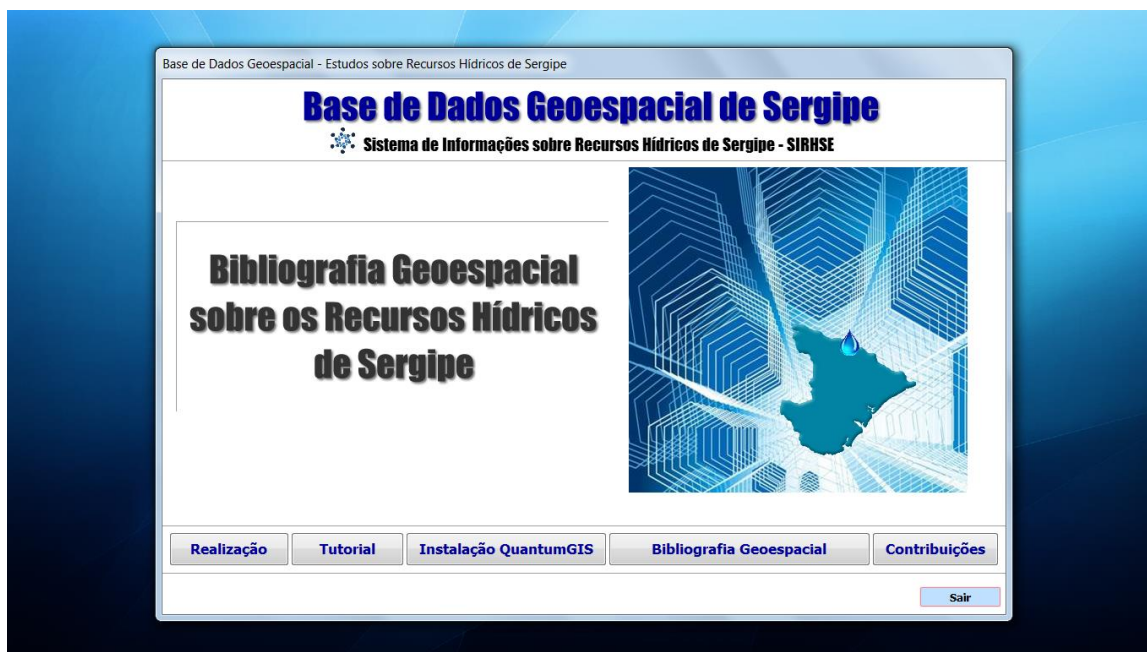 Base de Dados Geoespacial - Estudos sobre Recursos Hídricos de Sergipe
Base de Dados Geoespacial de Sergipe
Sistema de Informações sobre Recursos Hídricos de Sergipe - SIRHSE
Bibliografia Geoespacial
sobre os Recursos Hídricos
de Sergipe
Realização Tutorial Instalação QuantumGIS Bibliografia Geoespacial Contribuições
Sair